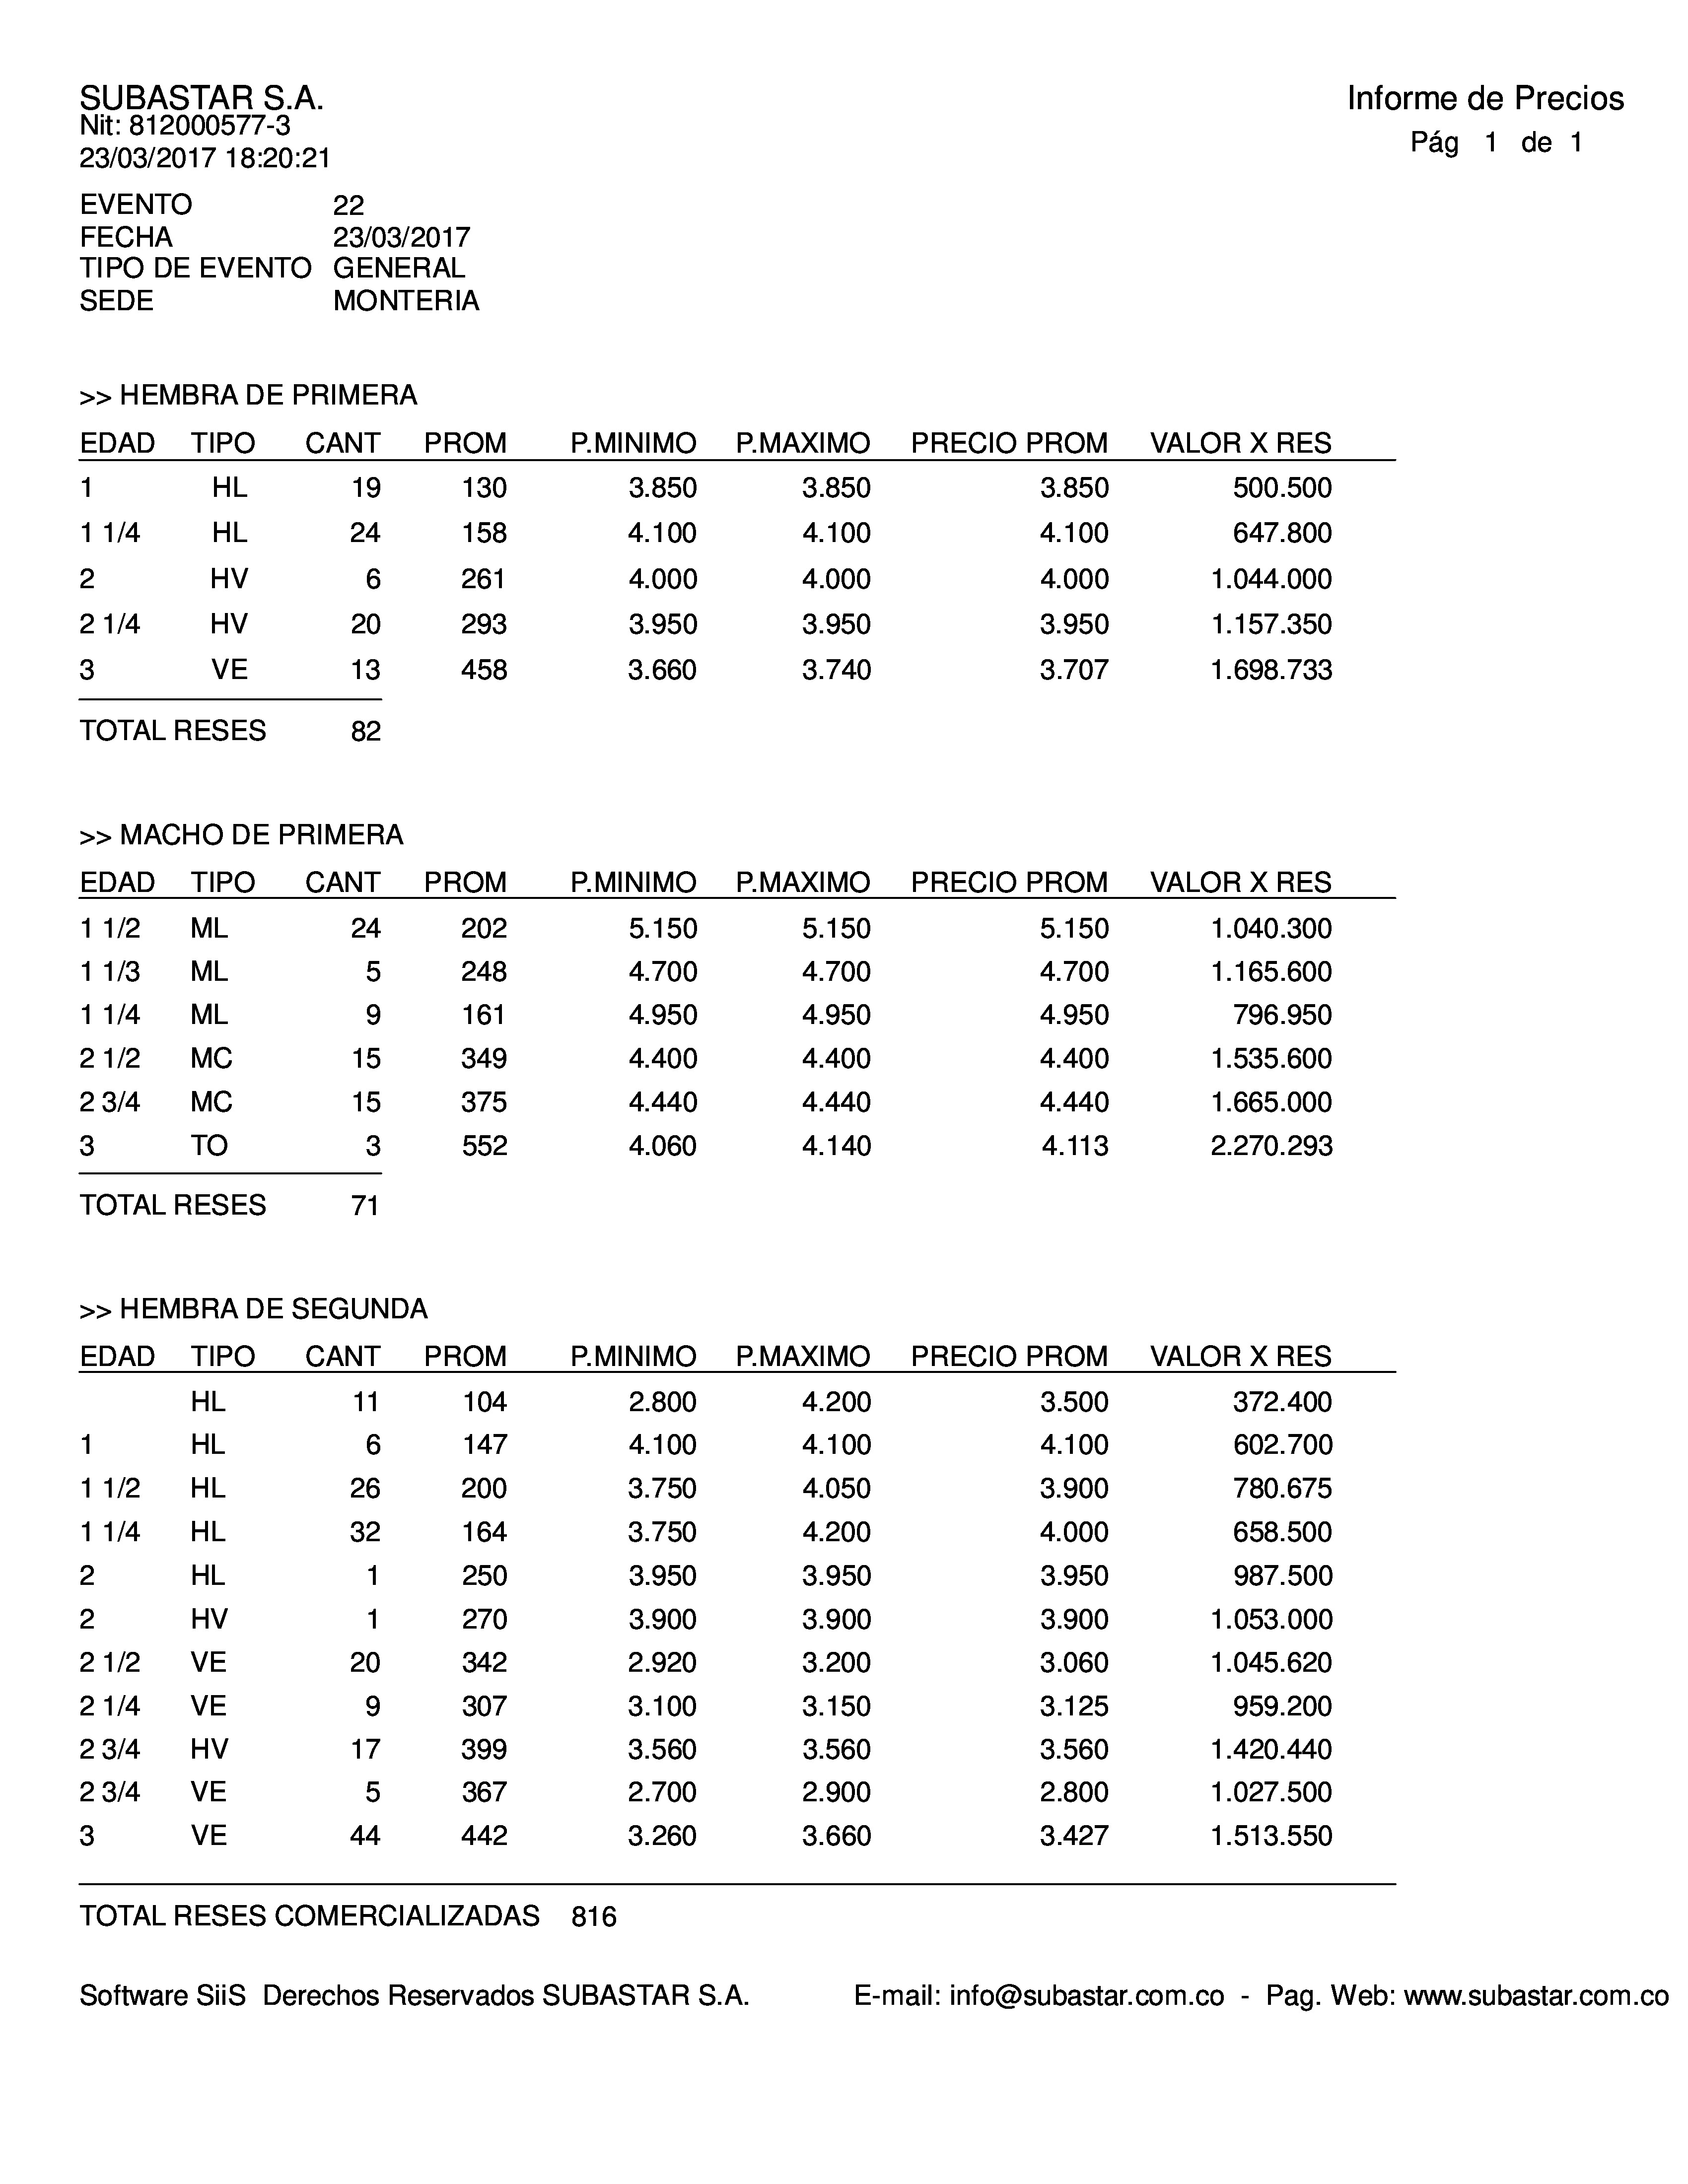 SUBASTAR S.A.
Informe de Precios
Nit: 812000577-3
Pág 1 de 1
23/03/2017 18:20:21
EVENTO 22
FECHA 23/03/2017
TIPO DE EVENTO GENERAL
SEDE MONTERIA
>> HEMBRA DE PRIMERA
EDAD TIPO CANT PROM P.MINIMO P.MAXIMO PRECIO PROM VALOR X RES
1 HL 19 130 3.850 3.850 3.850 500.500
1 1/4 HL 24 158 4.100 4.100 4.100 647.800
2 HV 6 261 4.000 4.000 4.000 1.044.000
2 1/4 HV 20 293 3.950 3.950 3.950 1.157.350
3 VE 13 458 3.660 3.740 3.707 1.698.733
TOTAL RESES 82
>> MACHO DE PRIMERA
EDAD TIPO CANT PROM P.MINIMO P.MAXIMO PRECIO PROM VALOR X RES
1 1/2 ML 24 202 5.150 5.150 5.150 1.040.300
1 1/3 ML 5 248 4.700 4.700 4.700 1.165.600
1 1/4 ML 9 161 4.950 4.950 4.950 796.950
2 1/2 MC 15 349 4.400 4.400 4.400 1.535.600
2 3/4 MC 15 375 4.440 4.440 4.440 1.665.000
3 TO 3 552 4.060 4.140 4.113 2.270.293
TOTAL RESES 71
>> HEMBRA DE SEGUNDA
EDAD TIPO CANT PROM P.MINIMO P.MAXIMO PRECIO PROM VALOR X RES
HL 11 104 2.800 4.200 3.500 372.400
1 HL 6 147 4.100 4.100 4.100 602.700
1 1/2 HL 26 200 3.750 4.050 3.900 780.675
1 1/4 HL 32 164 3.750 4.200 4.000 658.500
2 HL 1 250 3.950 3.950 3.950 987.500
2 HV 1 270 3.900 3.900 3.900 1.053.000
2 1/2 VE 20 342 2.920 3.200 3.060 1.045.620
2 1/4 VE 9 307 3.100 3.150 3.125 959.200
2 3/4 HV 17 399 3.560 3.560 3.560 1.420.440
2 3/4 VE 5 367 2.700 2.900 2.800 1.027.500
3 VE 44 442 3.260 3.660 3.427 1.513.550
TOTAL RESES COMERCIALIZADAS 816
Software SiiS Derechos Reservados SUBASTAR S.A. E-mail: info@subastar.com.co - Pag. Web: www.subastar.com.co